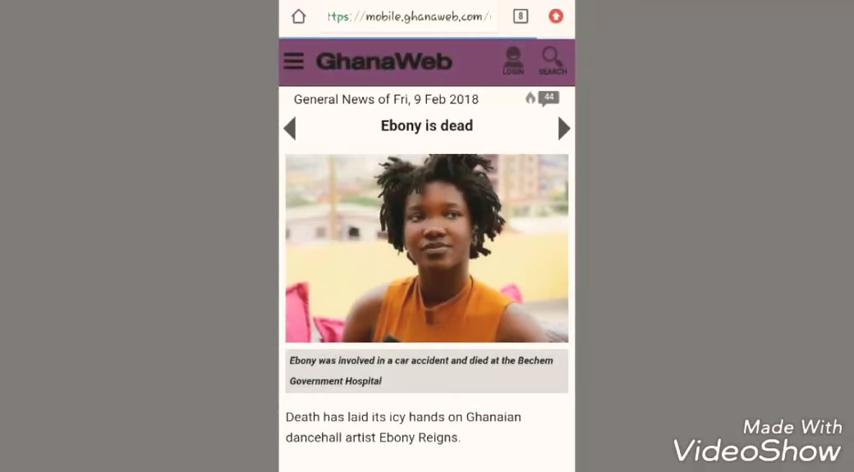 ttps://mobile.ghanaweb.com/
8
GhanaWeb
LOGIN
SEARCH
General News of Fri, 9 Feb 2018
44
Ebony is dead
Ebony was involved in a car accident and died at the Bechem
Government Hospital
Death has laid its icy hands on Ghanaian
dancehall artist Ebony Reigns.
Made With
VideoShow